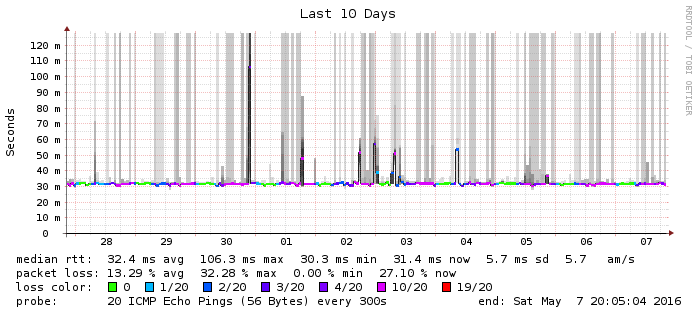 Last 10 Days
RRDTOOL / TOBI OETIKER
Seconds
120 m
110 m
100 m
90 m
80 m
70 m
60 m
50 m
40 m
30 m
20 m
10 m
0
28 29 30 01 02 03 04 05 06 07
median rtt: 32.4 ms avg 106.3 ms max 30.3 ms min 31.4 ms now 5.7 ms sd 5.7 am/s
packet loss: 13.29 % avg 32.28 % max 0.00 % min 27.10 % now
loss color: 0 1/20 2/20 3/20 4/20 10/20 19/20
probe: 20 ICMP Echo Pings (56 Bytes) every 300s end: Sat May 7 20:05:04 2016